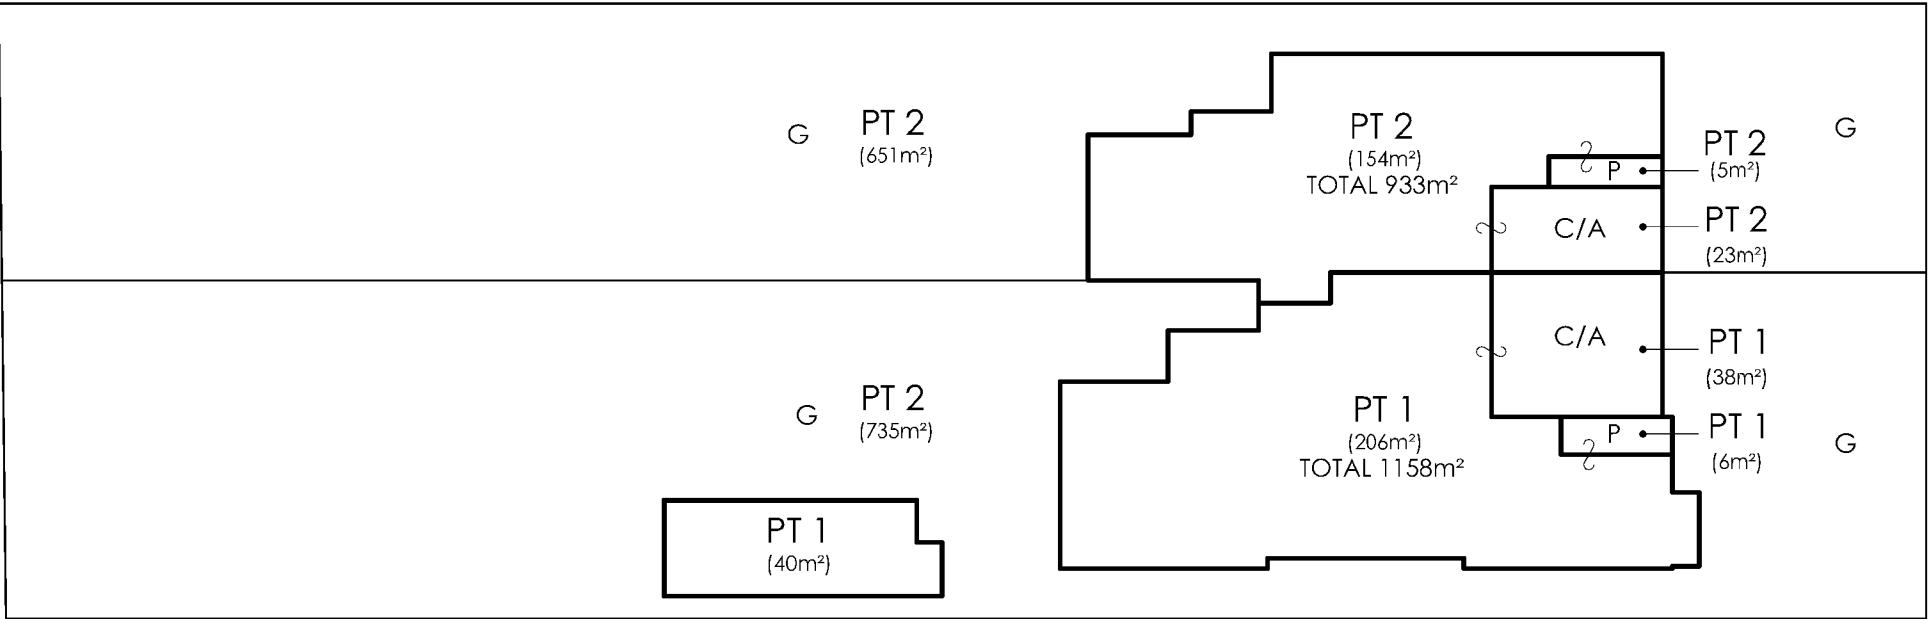 G
PT 2
(651m²)
PT 2
(154m²)
TOTAL 933m²
P
PT 2
(5m²)
G
C/A
PT 2
(23m²)
C/A
PT 1
(38m²)
G
PT 2
(735m²)
PT 1
(206m²)
TOTAL 1158m²
P
PT 1
(6m²)
G
PT 1
(40m²)